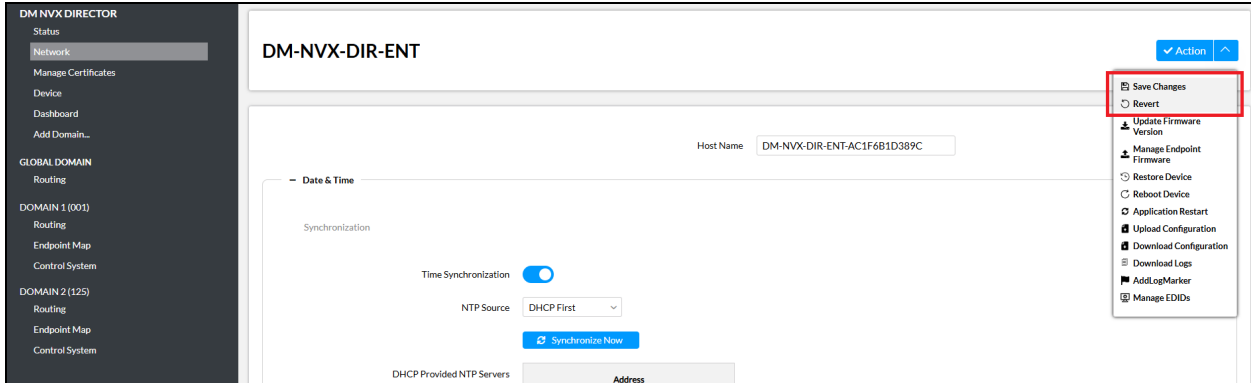 DM NVX DIRECTOR
Status
Network
Manage Certificates
Device
Dashboard
Add Domain...
GLOBAL DOMAIN
Routing
DOMAIN 1 (001)
Routing
Endpoint Map
Control System
DOMAIN 2 (125)
Routing
Endpoint Map
Control System
DM-NVX-DIR-ENT
Action
Save Changes
Revert
Update Firmware
Version
Manage Endpoint
Firmware
Restore Device
Reboot Device
Application Restart
Upload Configuration
Download Configuration
Download Logs
AddLogMarker
Manage EDIDs
Host Name DM-NVX-DIR-ENT-AC1F6B1D389C
Date & Time
Synchronization
Time Synchronization
NTP Source DHCP First
Synchronize Now
DHCP Provided NTP Servers
Address